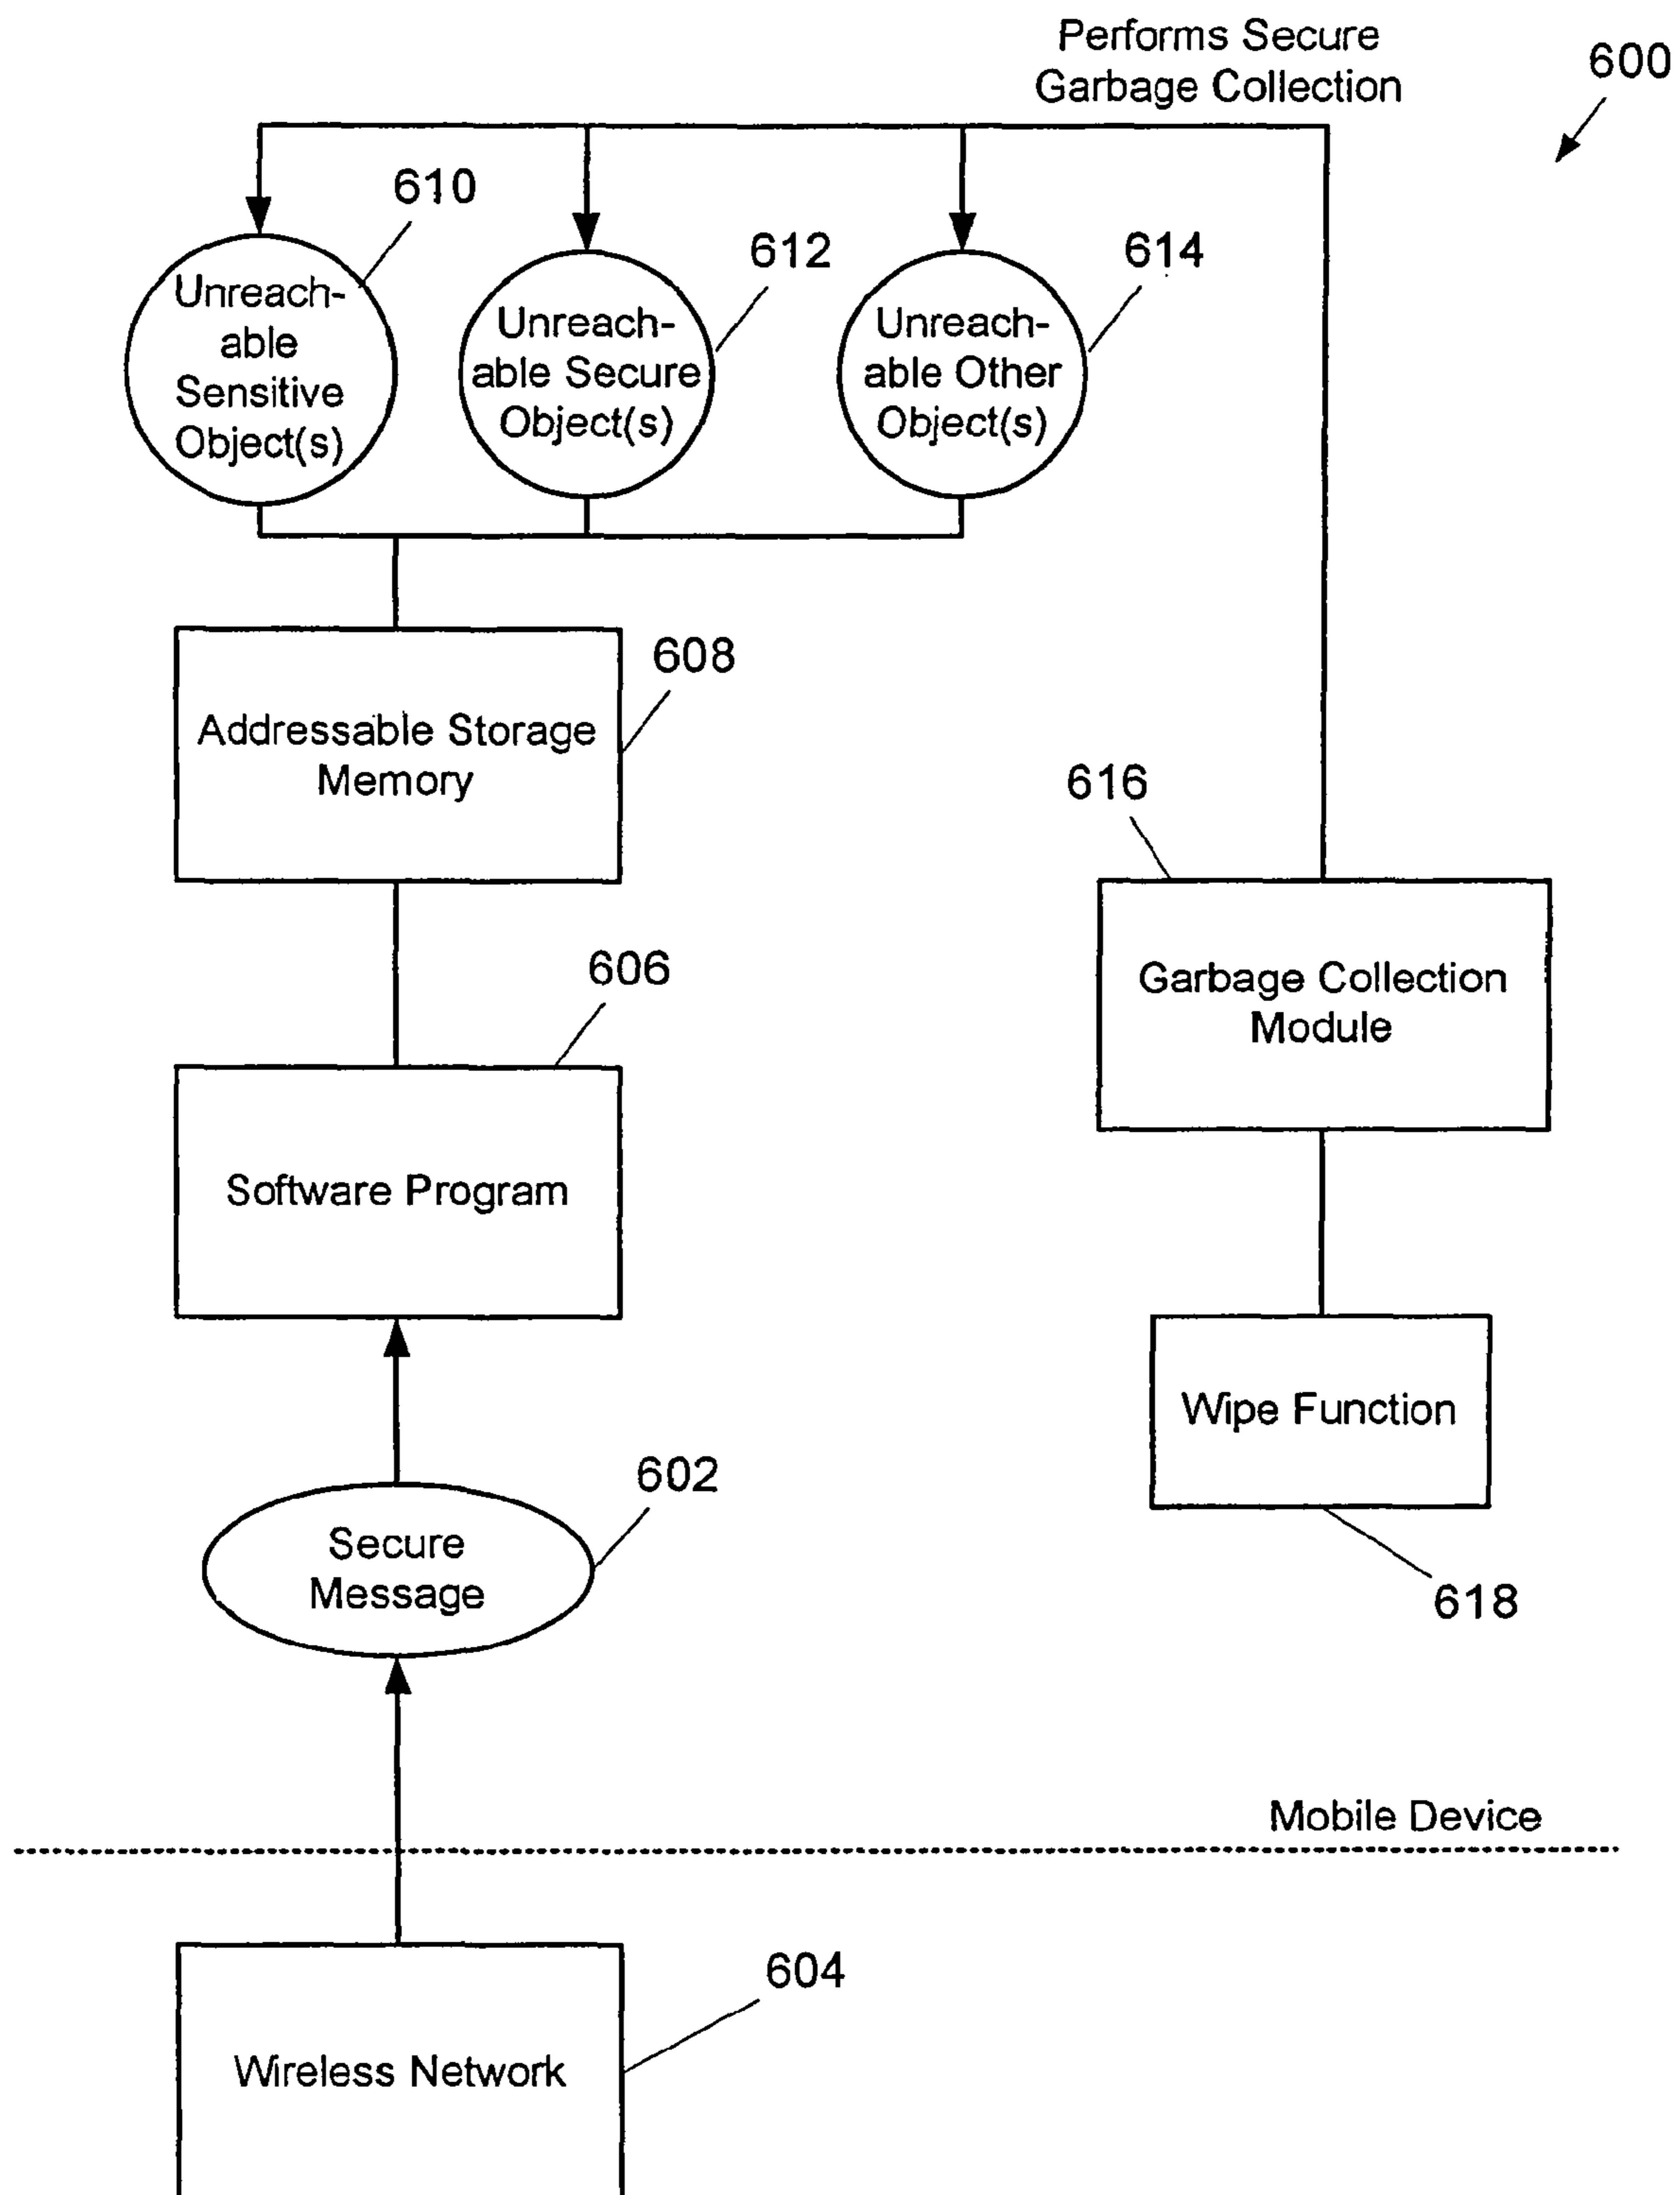 Performs Secure
Garbage Collection
600
610
612
614
Unreach-
able
Sensitive
Object(s)
Unreach-
able Secure
Object(s)
Unreach-
able Other
Object(s)
608
Addressable Storage
Memory
616
Garbage Collection
Module
606
Software Program
Wipe Function
618
602
Secure
Message
Mobile Device
604
Wireless Network